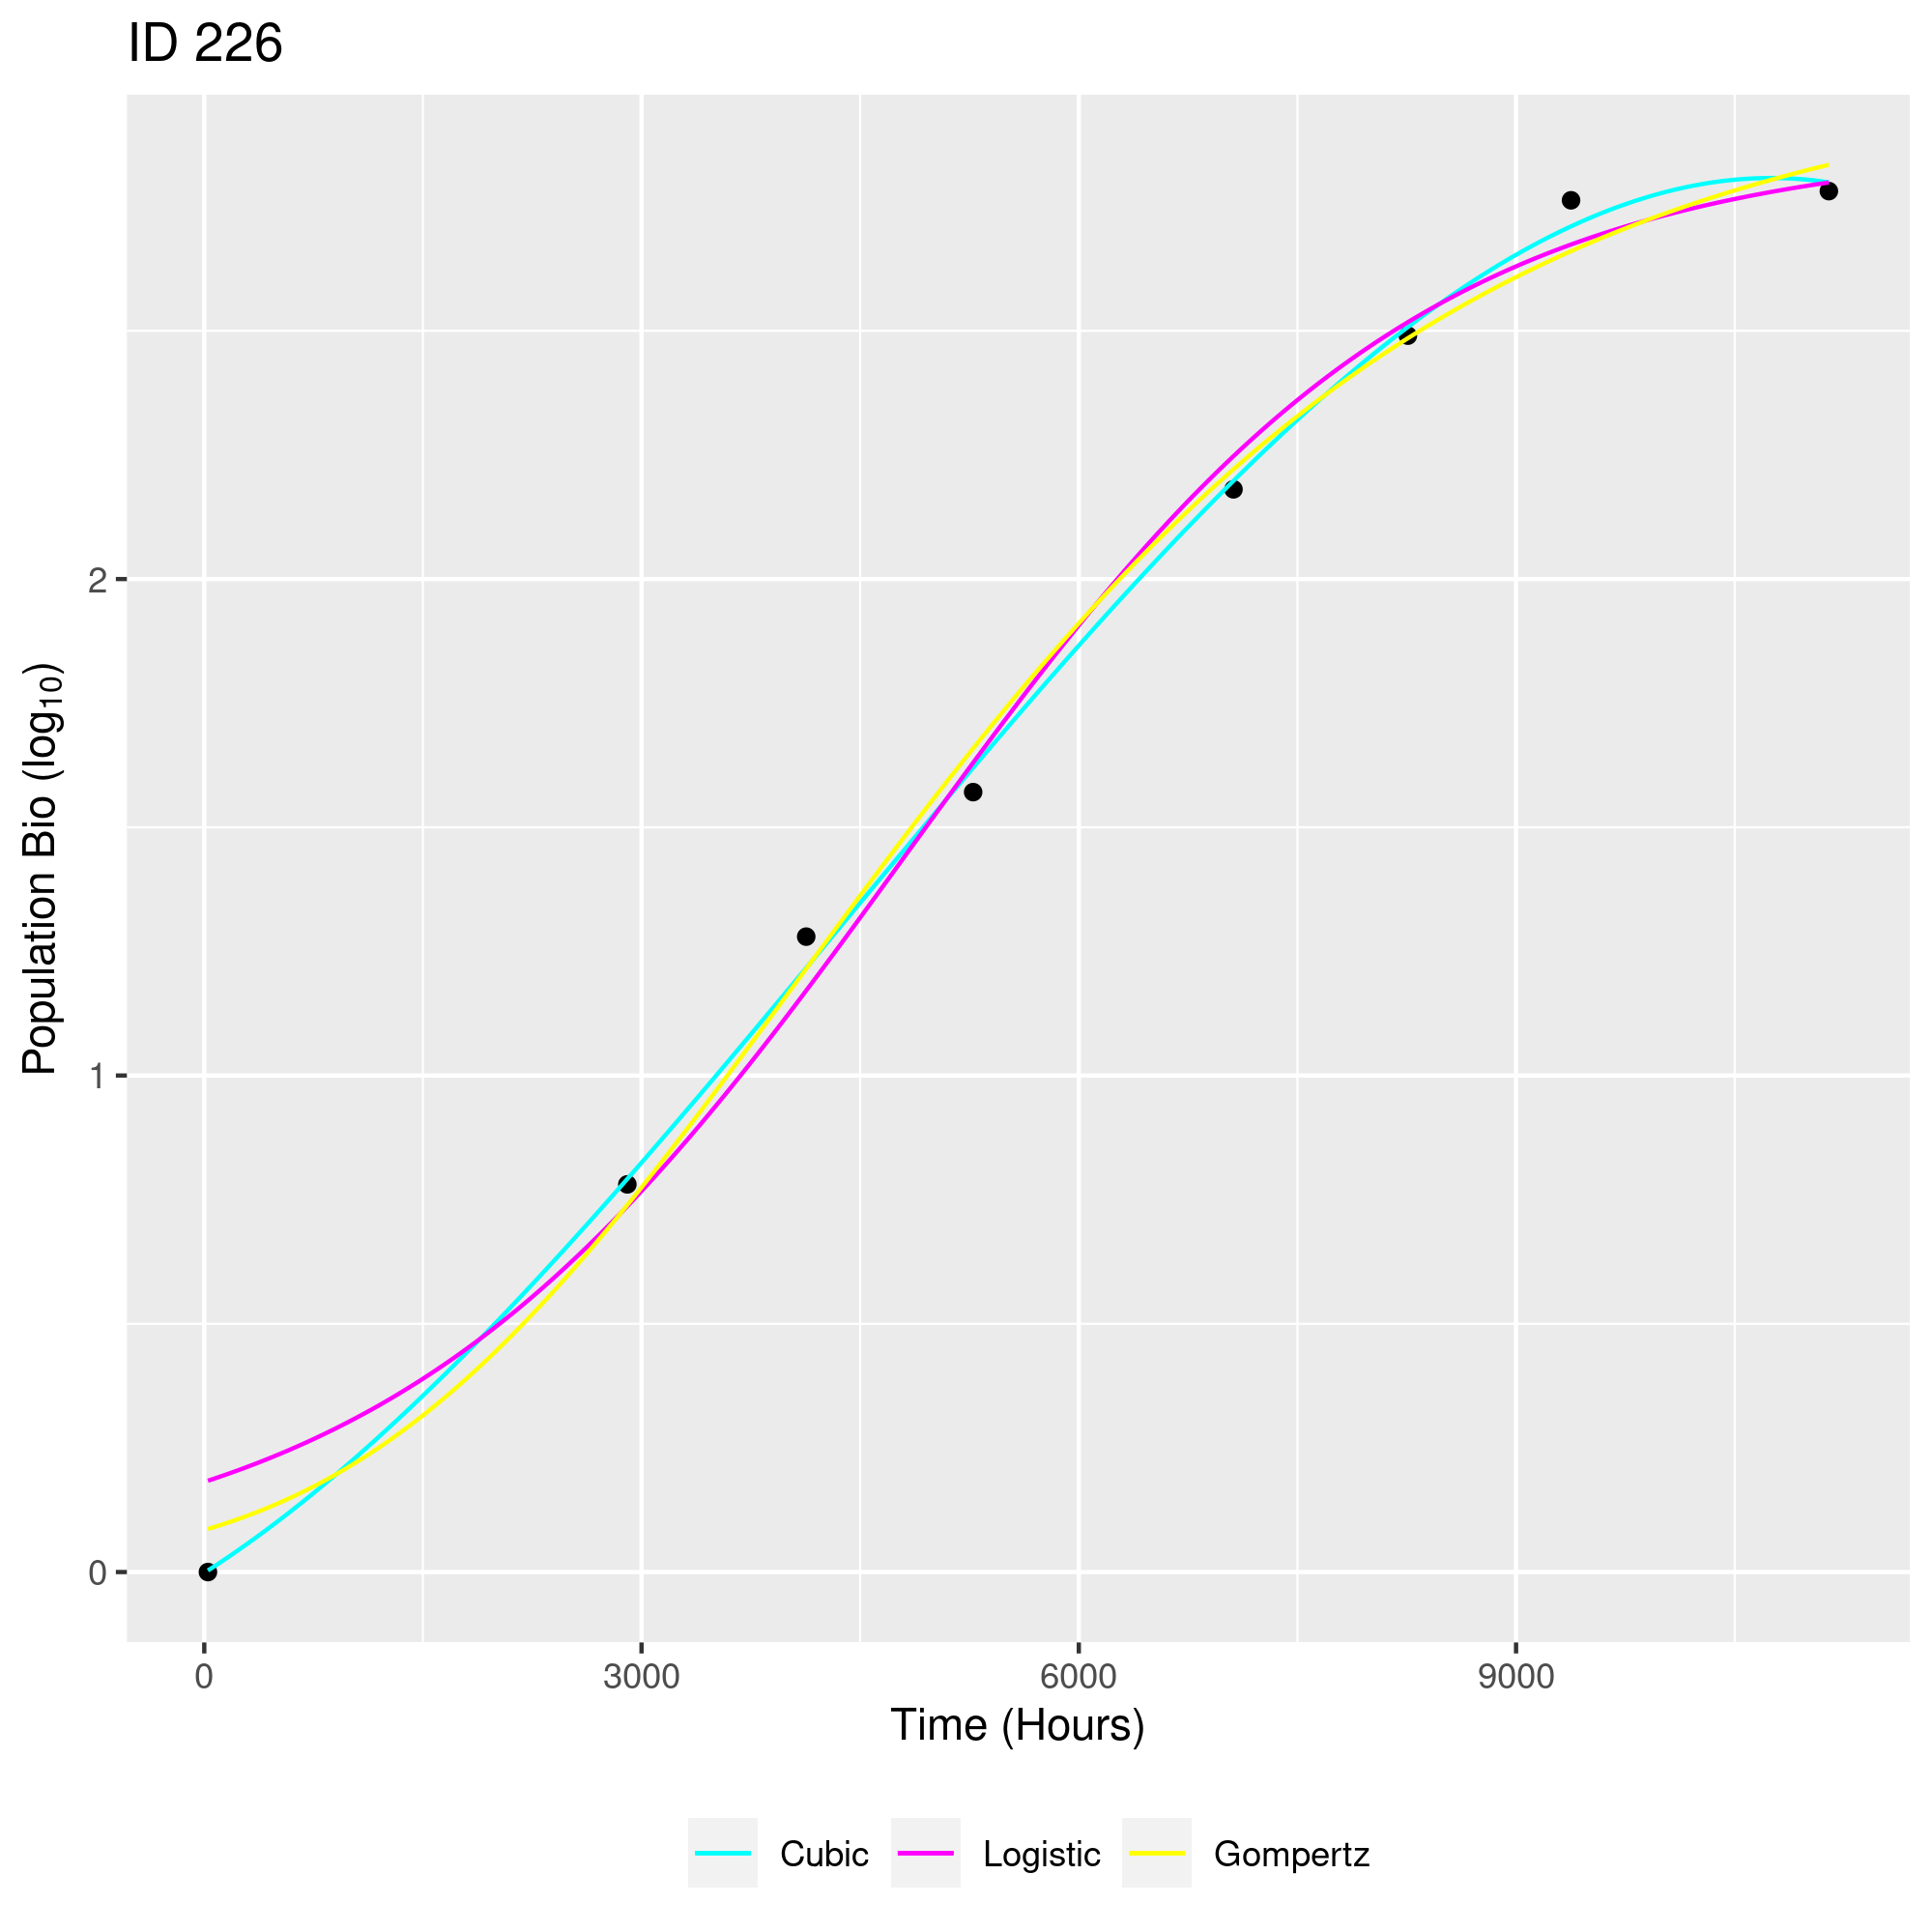 ID 226
Population Bio (log₁₀)
2
1
0
0 3000 6000 9000
Time (Hours)
Cubic Logistic Gompertz